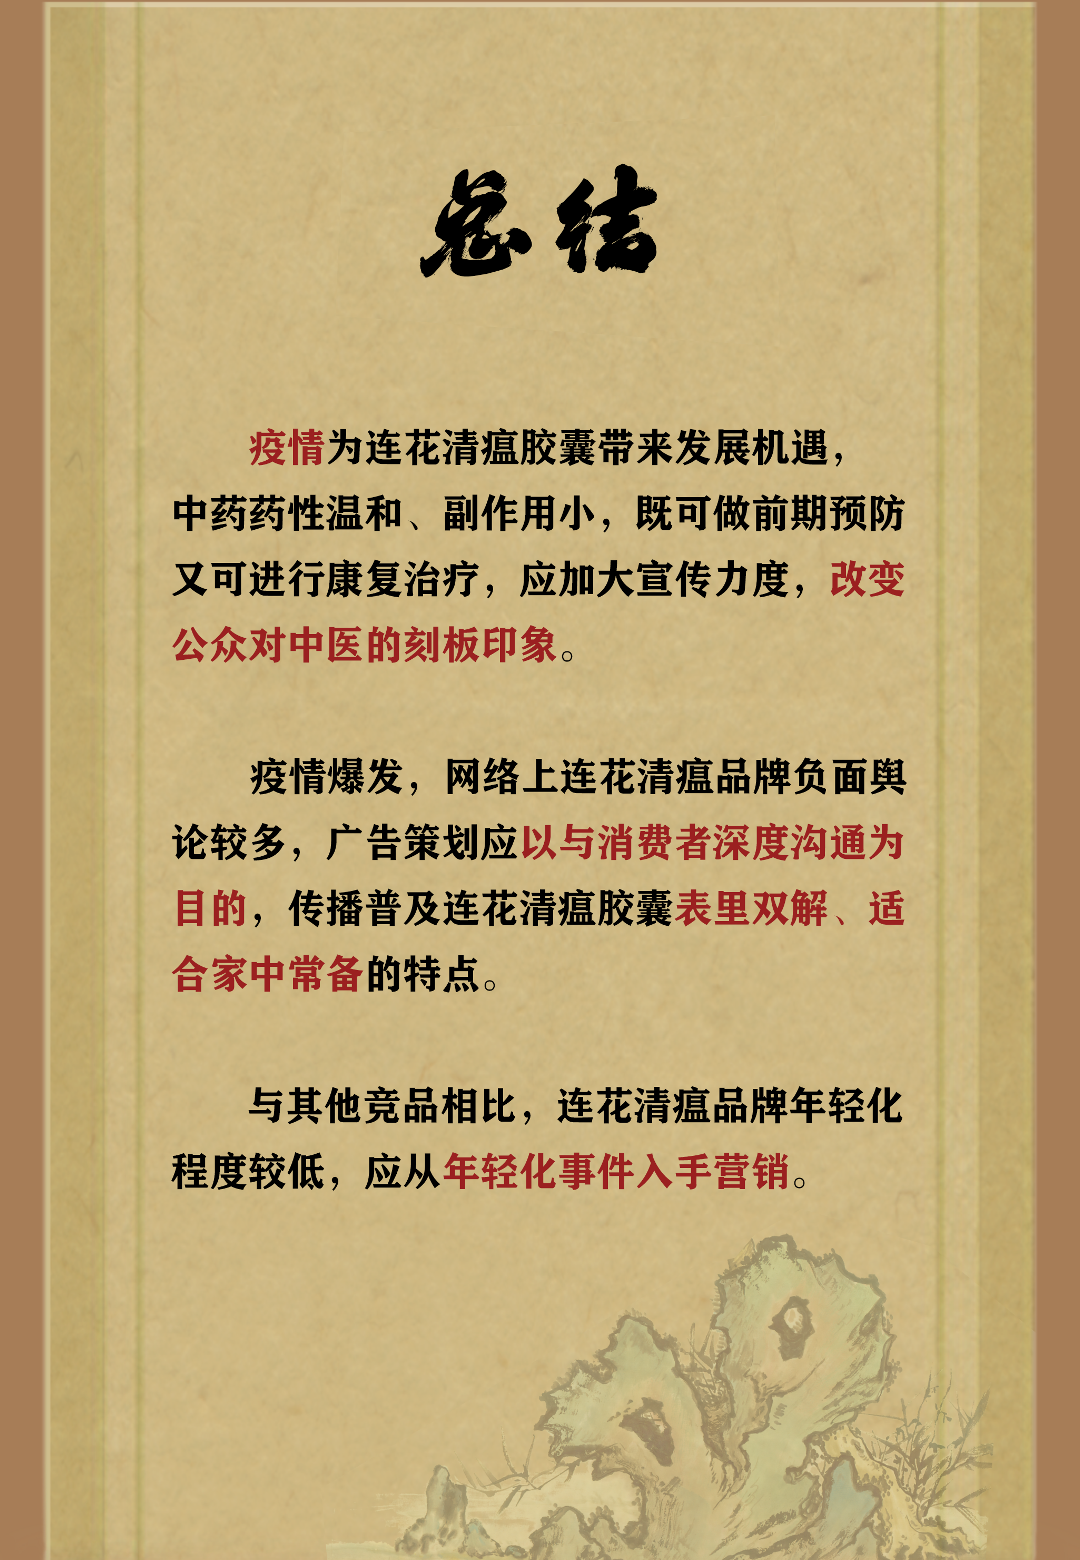 总结
疫情为连花清瘟胶囊带来发展机遇，
中药药性温和、副作用小，既可做前期预防
又可进行康复治疗，应加大宣传力度，改变
公众对中医的刻板印象。
疫情爆发，网络上连花清瘟品牌负面舆
论较多，广告策划应以与消费者深度沟通为
目的，传播普及连花清瘟胶囊表里双解、适
合家中常备的特点。
与其他竞品相比，连花清瘟品牌年轻化
程度较低，应从年轻化事件入手营销。